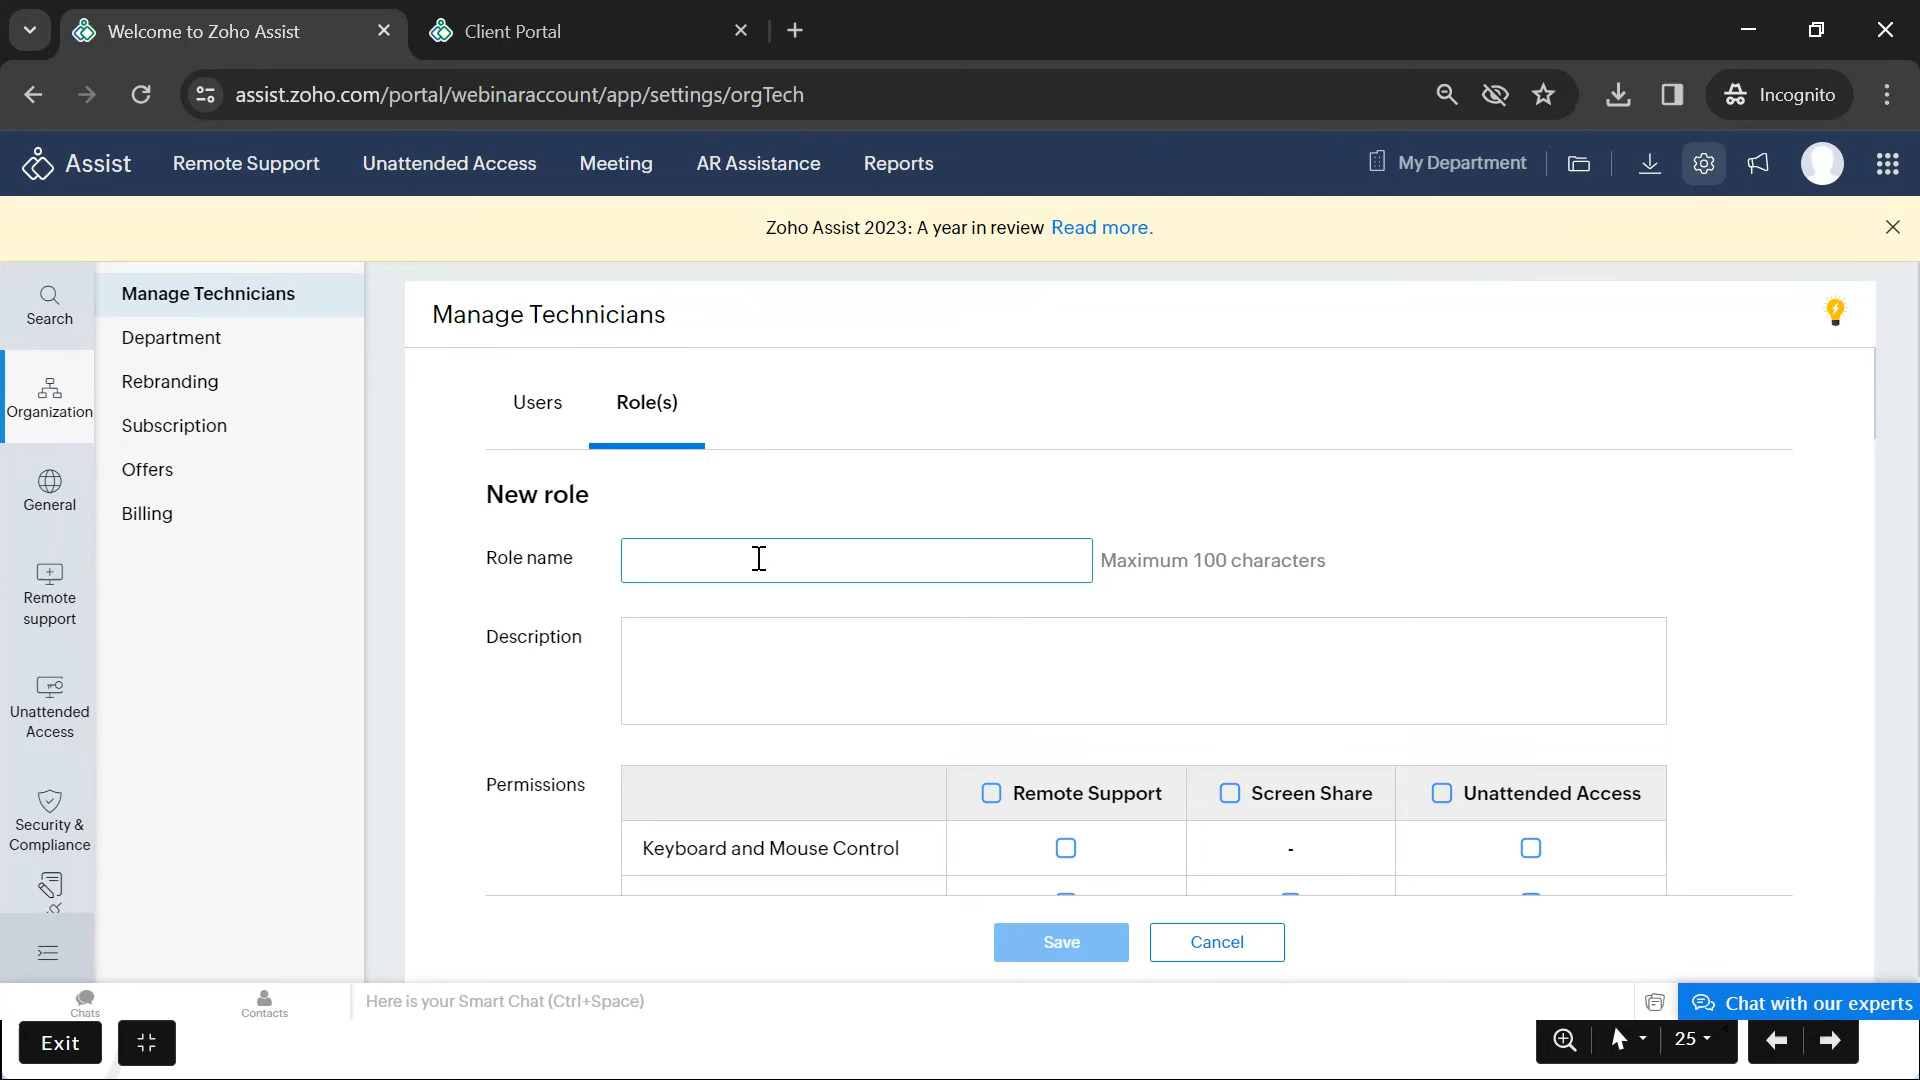 Welcome to Zoho Assist
Client Portal
assist.zoho.com/portal/webinaraccount/app/settings/orgTech
Incognito
Assist
Remote Support
Unattended Access
Meeting
AR Assistance
Reports
My Department
Zoho Assist 2023: A year in review Read more.
Search
Organization
General
Remote
support
Unattended
Access
Security &
Compliance
Manage Technicians
Department
Rebranding
Subscription
Offers
Billing
Manage Technicians
Users
Role(s)
New role
Role name
Maximum 100 characters
Description
Permissions
Remote Support
Screen Share
Unattended Access
Keyboard and Mouse Control
-
Save
Cancel
Chats
Contacts
Here is your Smart Chat (Ctrl+Space)
Chat with our experts
Exit
25